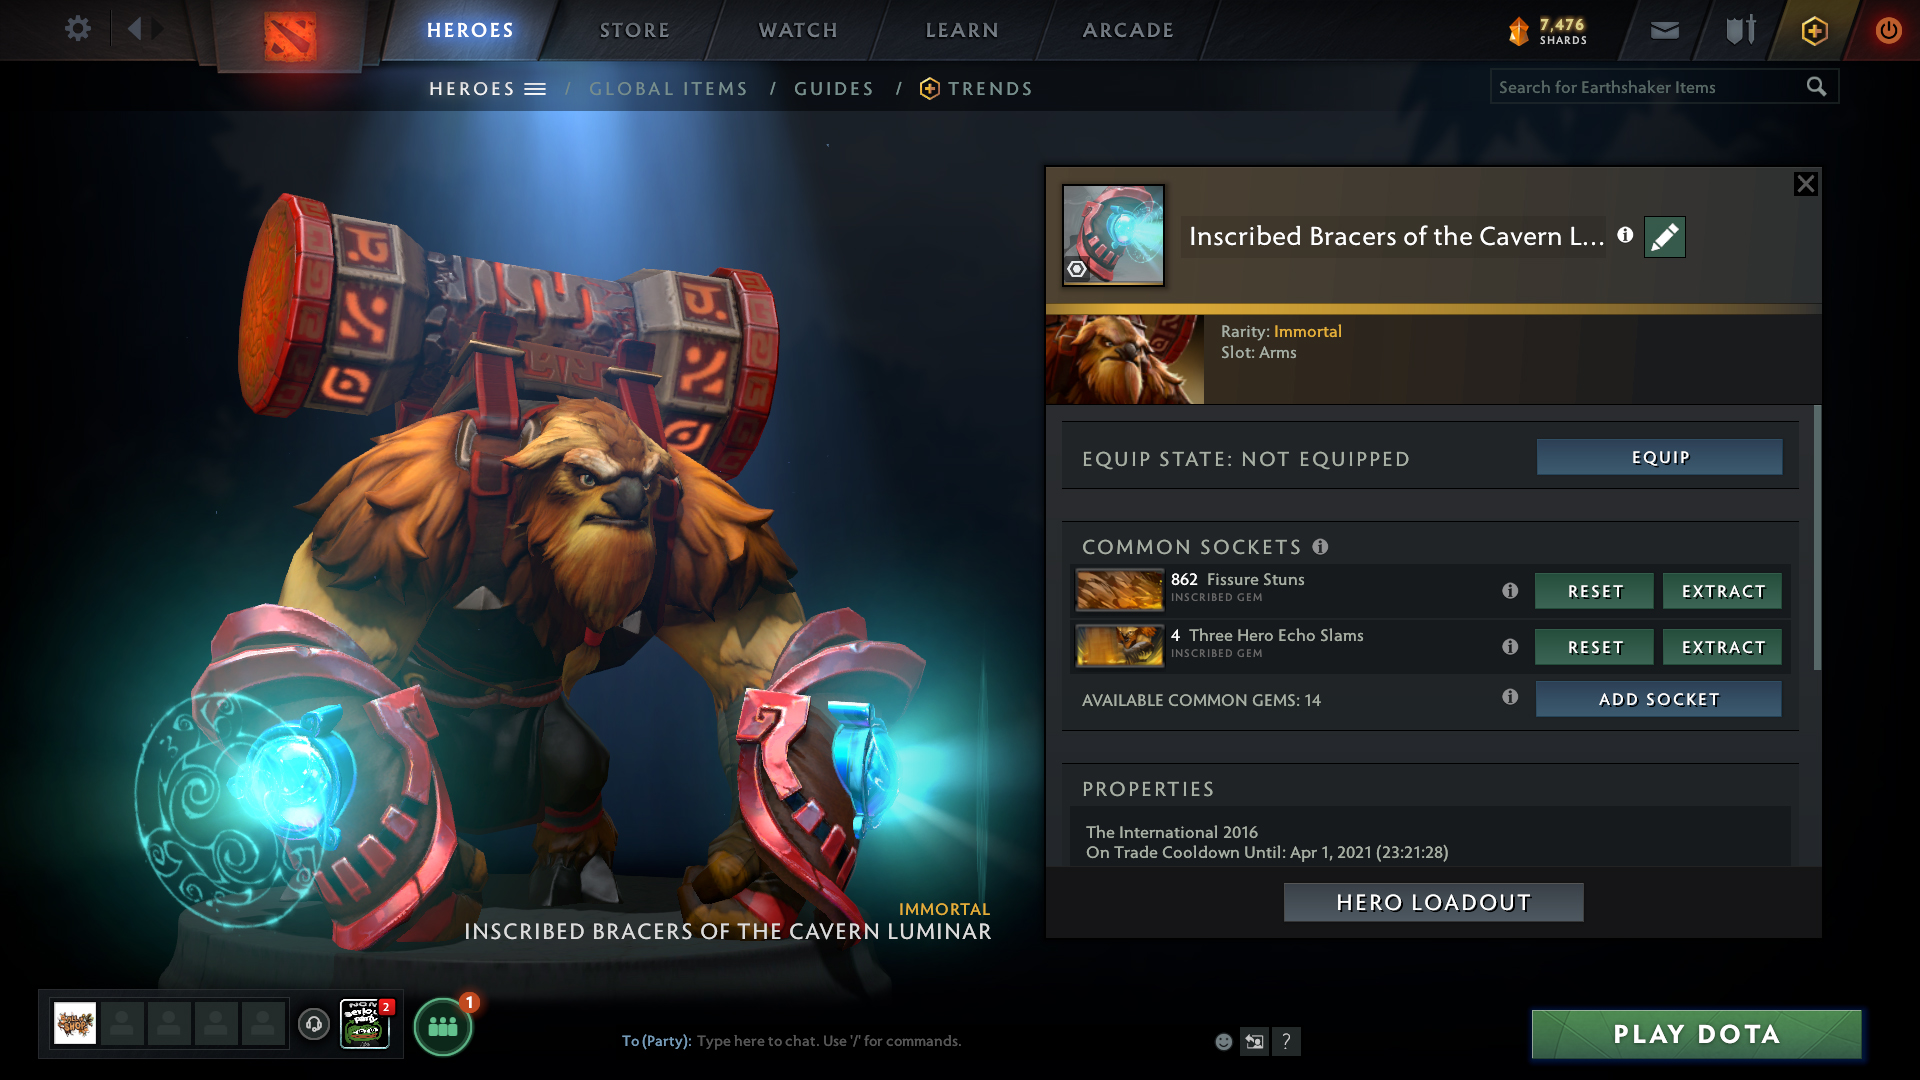 HEROES
STORE
WATCH
LEARN
ARCADE
7,476
SHARDS
HEROES / GLOBAL ITEMS / GUIDES / TRENDS
Search for Earthshaker Items
Inscribed Bracers of the Cavern L...
Rarity: Immortal
Slot: Arms
EQUIP STATE: NOT EQUIPPED
EQUIP
COMMON SOCKETS
862 Fissure Stuns
INSCRIBED GEM
RESET
EXTRACT
4 Three Hero Echo Slams
INSCRIBED GEM
RESET
EXTRACT
AVAILABLE COMMON GEMS: 14
ADD SOCKET
PROPERTIES
The International 2016
On Trade Cooldown Until: Apr 1, 2021 (23:21:28)
HERO LOADOUT
IMMORTAL
INSCRIBED BRACERS OF THE CAVERN LUMINAR
2
1
To (Party): Type here to chat. Use '/' for commands.
?
PLAY DOTA